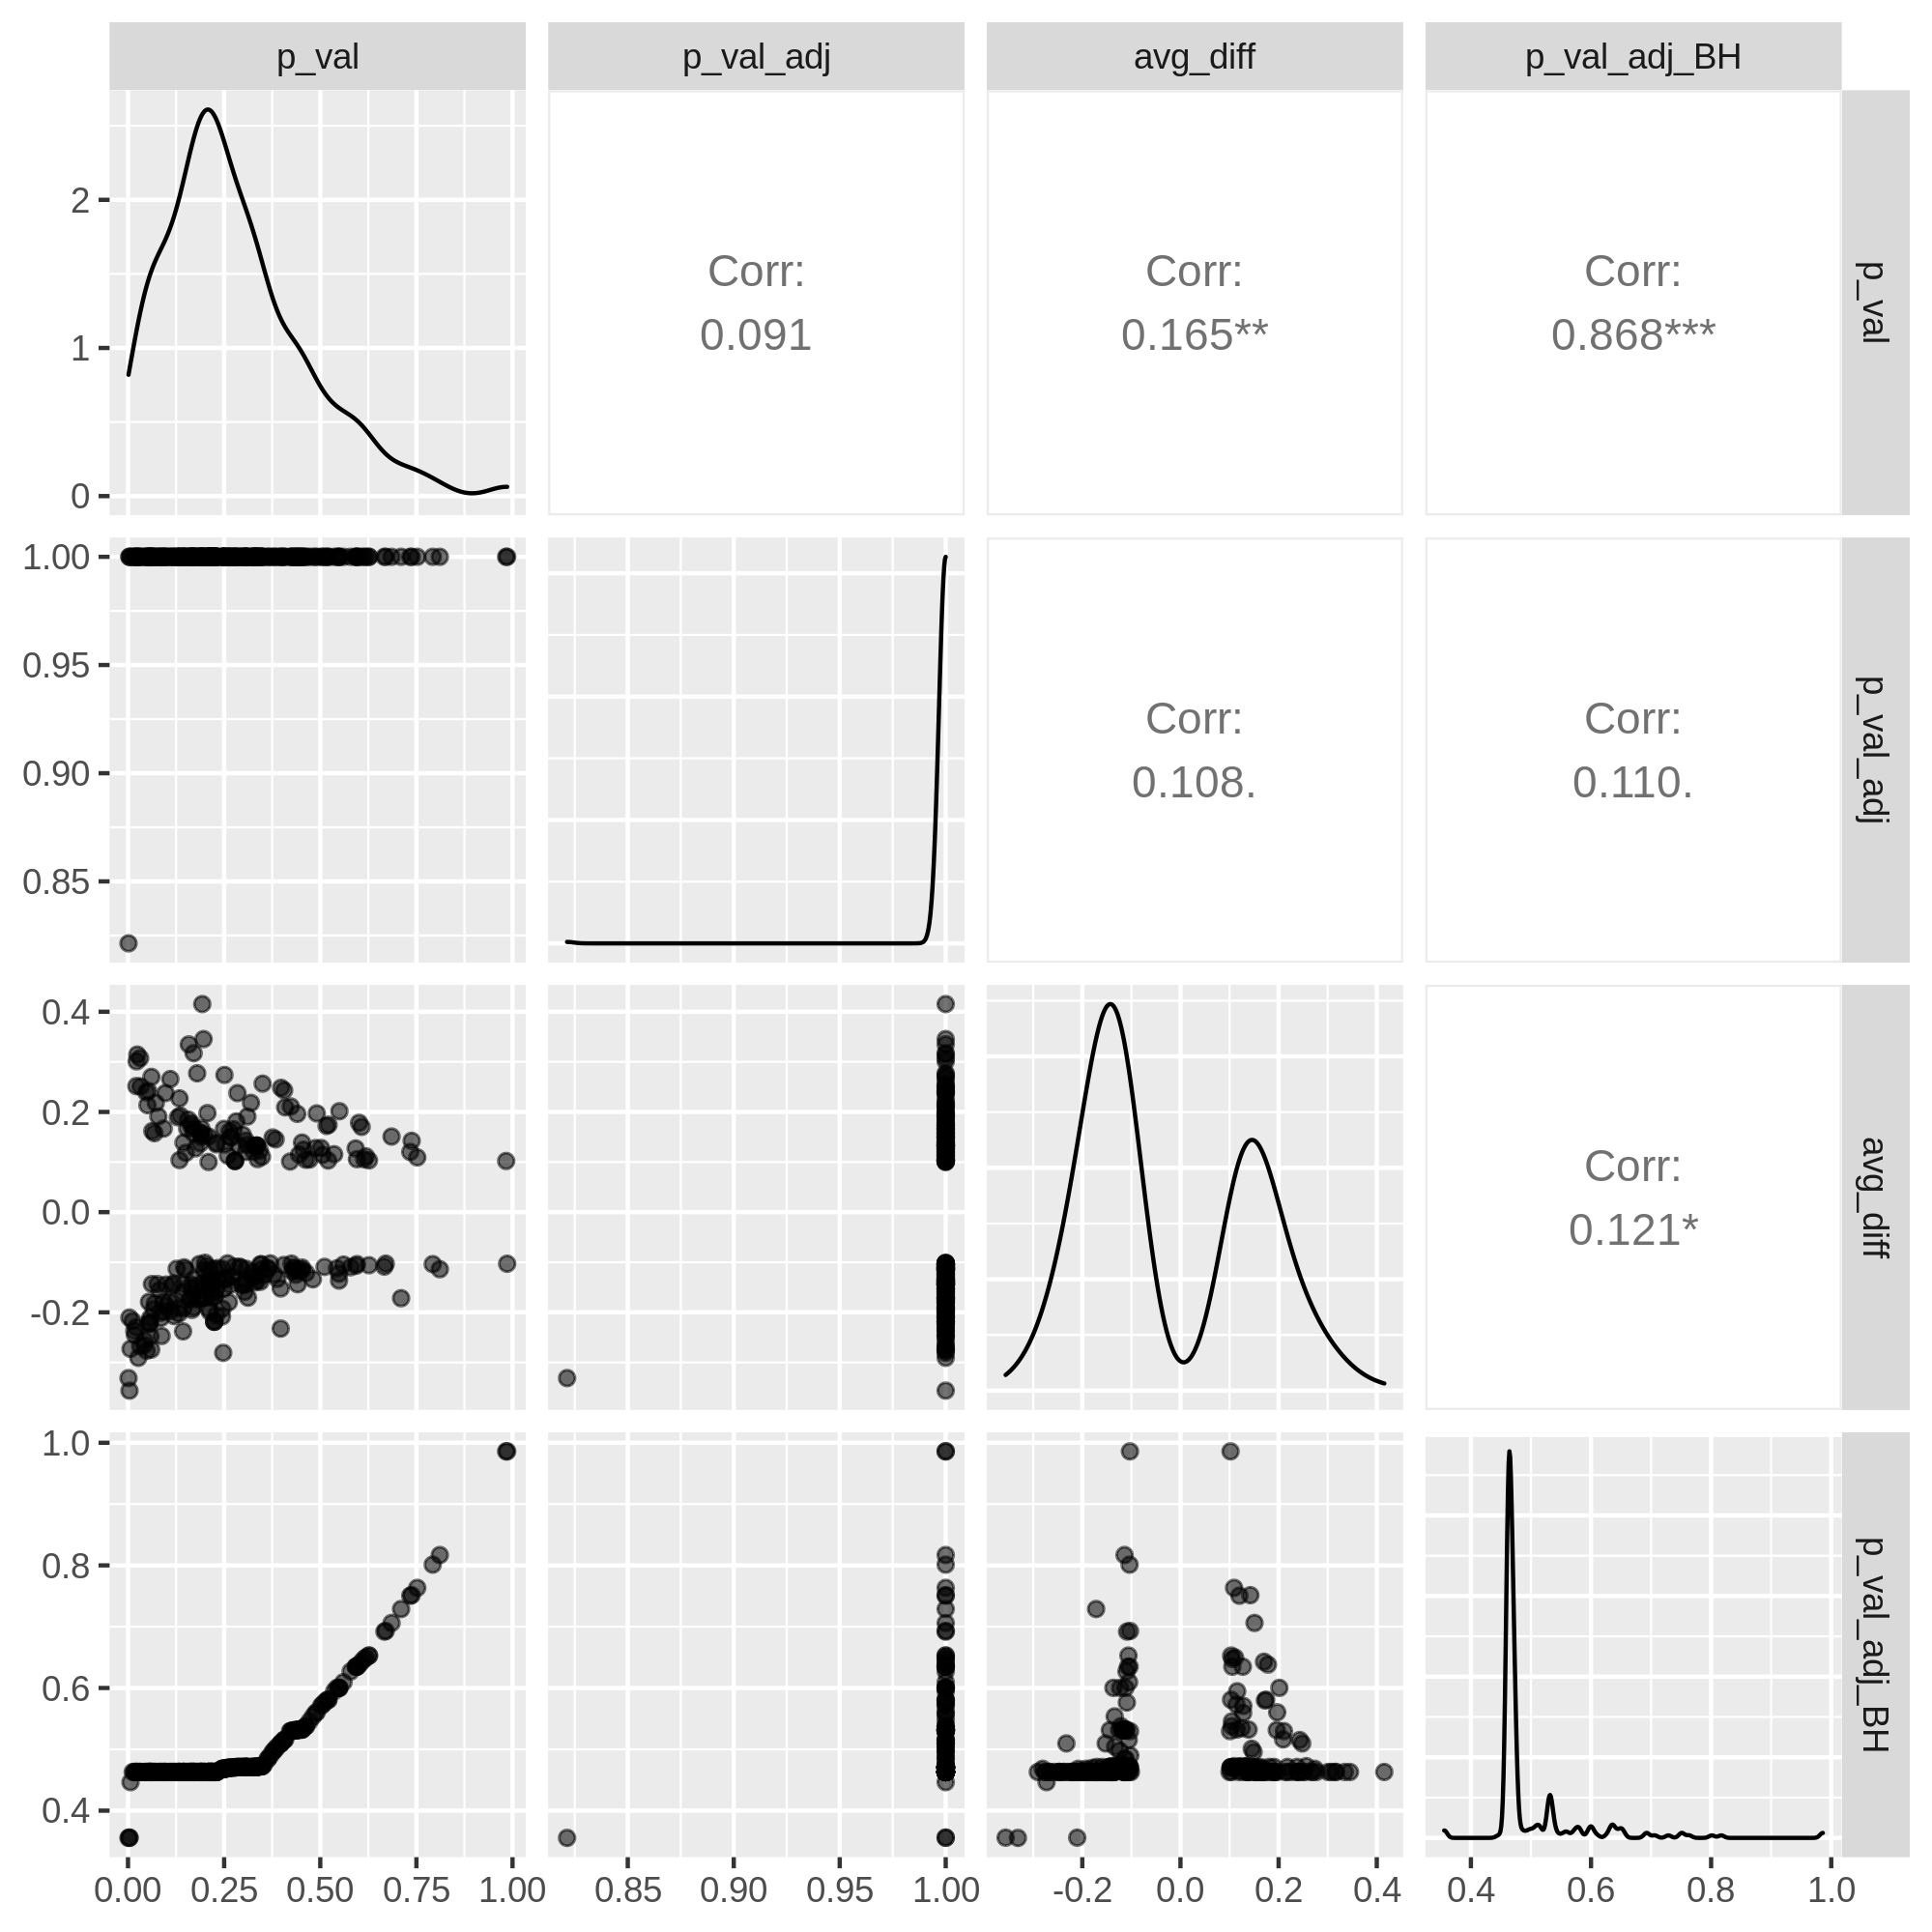 p_val
p_val_adj
avg_diff
p_val_adj_BH
2
1
0
Corr:
0.091
Corr:
0.165**
Corr:
0.868***
p_val
1.00
0.95
0.90
0.85
Corr:
0.108.
Corr:
0.110.
p_val_adj
0.4
0.2
0.0
-0.2
Corr:
0.121*
avg_diff
1.0
0.8
0.6
0.4
p_val_adj_BH
0.00 0.25 0.50 0.75 1.00
0.85 0.90 0.95 1.00
-0.2 0.0 0.2 0.4
0.4 0.6 0.8 1.0